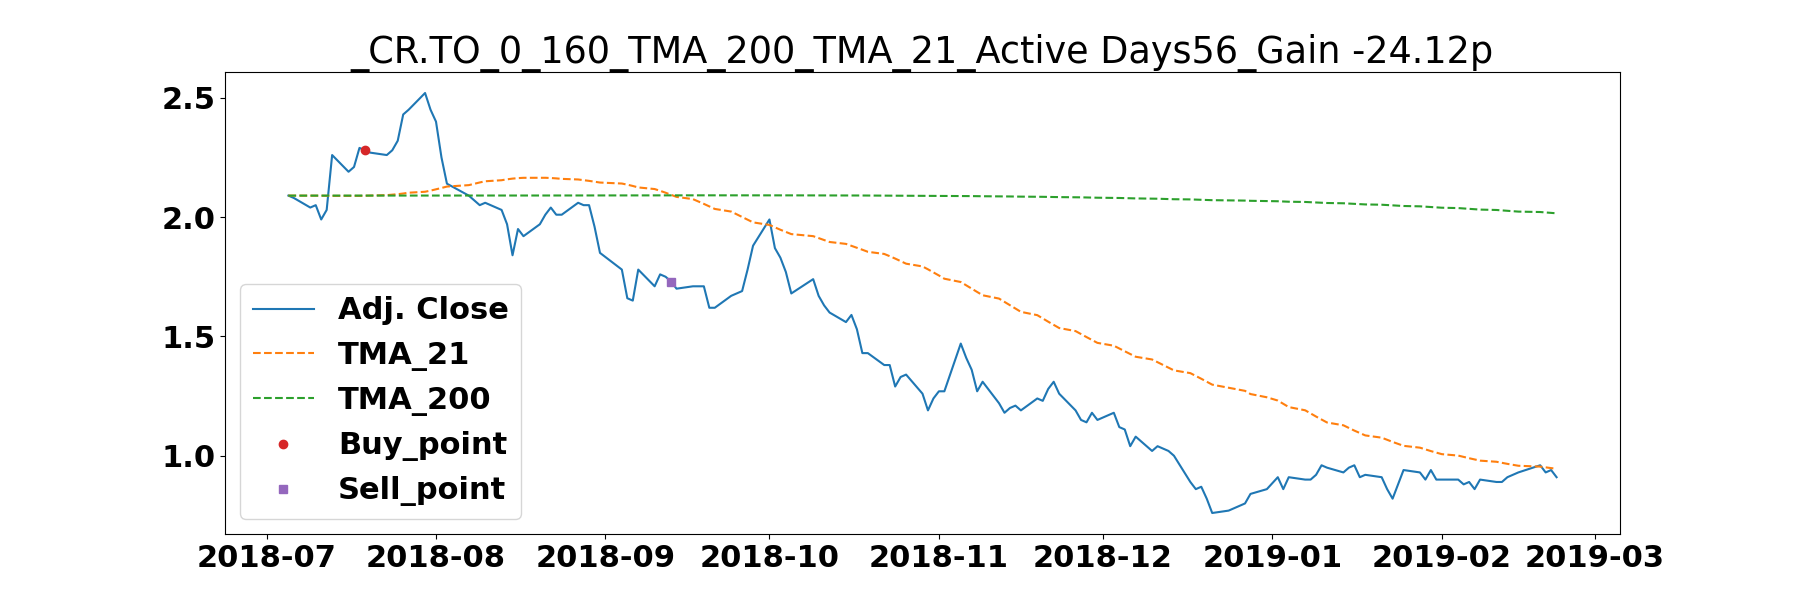 _CR.TO_0_160_TMA_200_TMA_21_Active Days56_Gain -24.12p
2.5
2.0
1.5
1.0
Adj. Close
TMA_21
TMA_200
Buy_point
Sell_point
2018-07 2018-08 2018-09 2018-10 2018-11 2018-12 2019-01 2019-02 2019-03